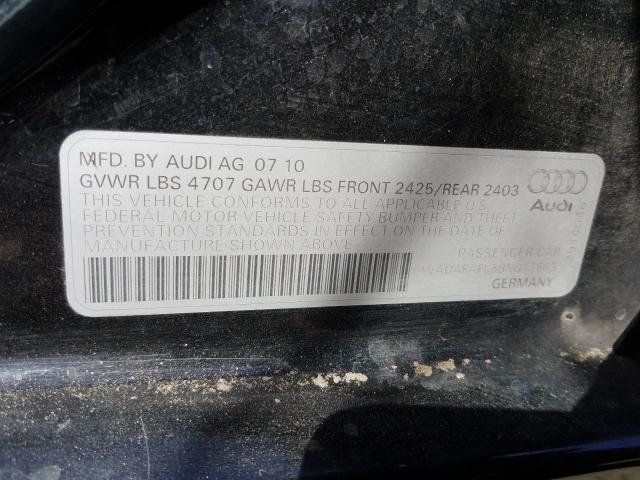 MFD. BY AUDI AG 07 10
GVWR LBS 4707 GAWR LBS FRONT 2425/REAR 2403
THIS VEHICLE CONFORMS TO ALL APPLICABLE U.S.
FEDERAL MOTOR VEHICLE SAFETY BUMPER AND THEFT
PREVENTION STANDARDS IN EFFECT ON THE DATE OF
MANUFACTURE SHOWN ABOVE
Audi
PASSENGER CAR
GERMANY